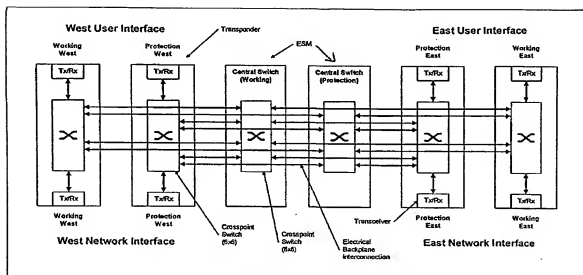 West User Interface
East User Interface
Working
West
Protection
West
Transponder
ESM
Protection
East
Working
East
Tx/Rx
Tx/Rx
Central Switch
(Working)
Central Switch
(Protection)
Tx/Rx
Tx/Rx
Tx/Rx
Tx/Rx
Tx/Rx
Tx/Rx
Working
West
Protection
West
Transceiver
Protection
East
Working
East
West Network Interface
East Network Interface
Crosspoint
Switch
(6x6)
Crosspoint
Switch
(6x6)
Electrical
Backplane
Interconnection